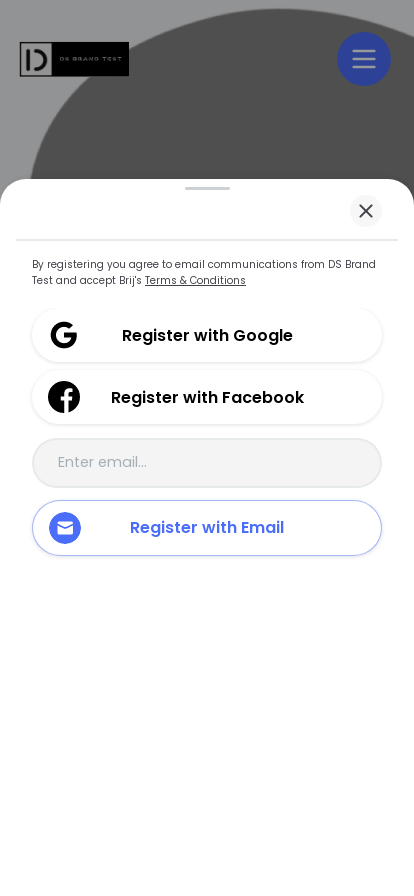 DS BRAND TEST
By registering you agree to email communications from DS Brand
Test and accept Brij's Terms & Conditions
Register with Google
Register with Facebook
Enter email...
Register with Email